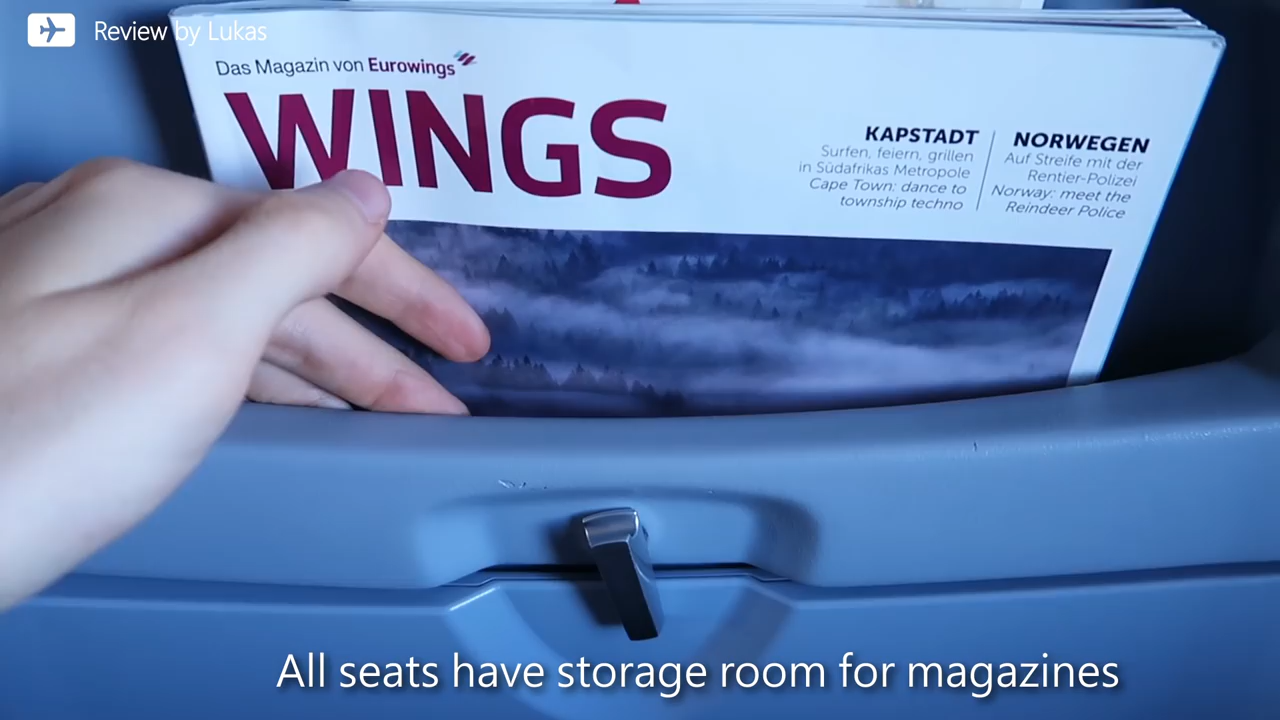 Review by Lukas
Das Magazin von Eurowings
WINGS
KAPSTADT
Surfen, feiern, grillen
in Südafrikas Metropole
Cape Town: dance to
township techno
NORWEGEN
Auf Streife mit der
Rentier-Polizei
Norway: meet the
Reindeer Police
All seats have storage room for magazines